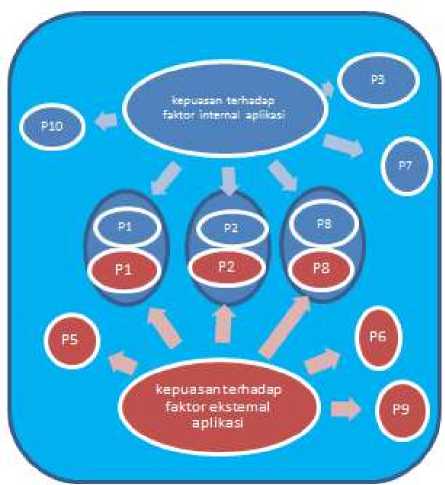 kepuasan terhadap
faktor internal aplikasi
P3
P10
P7
P1
P2
P8
P1
P2
P8
P5
P6
kepuasan terhadap
faktor eksternal
aplikasi
P9